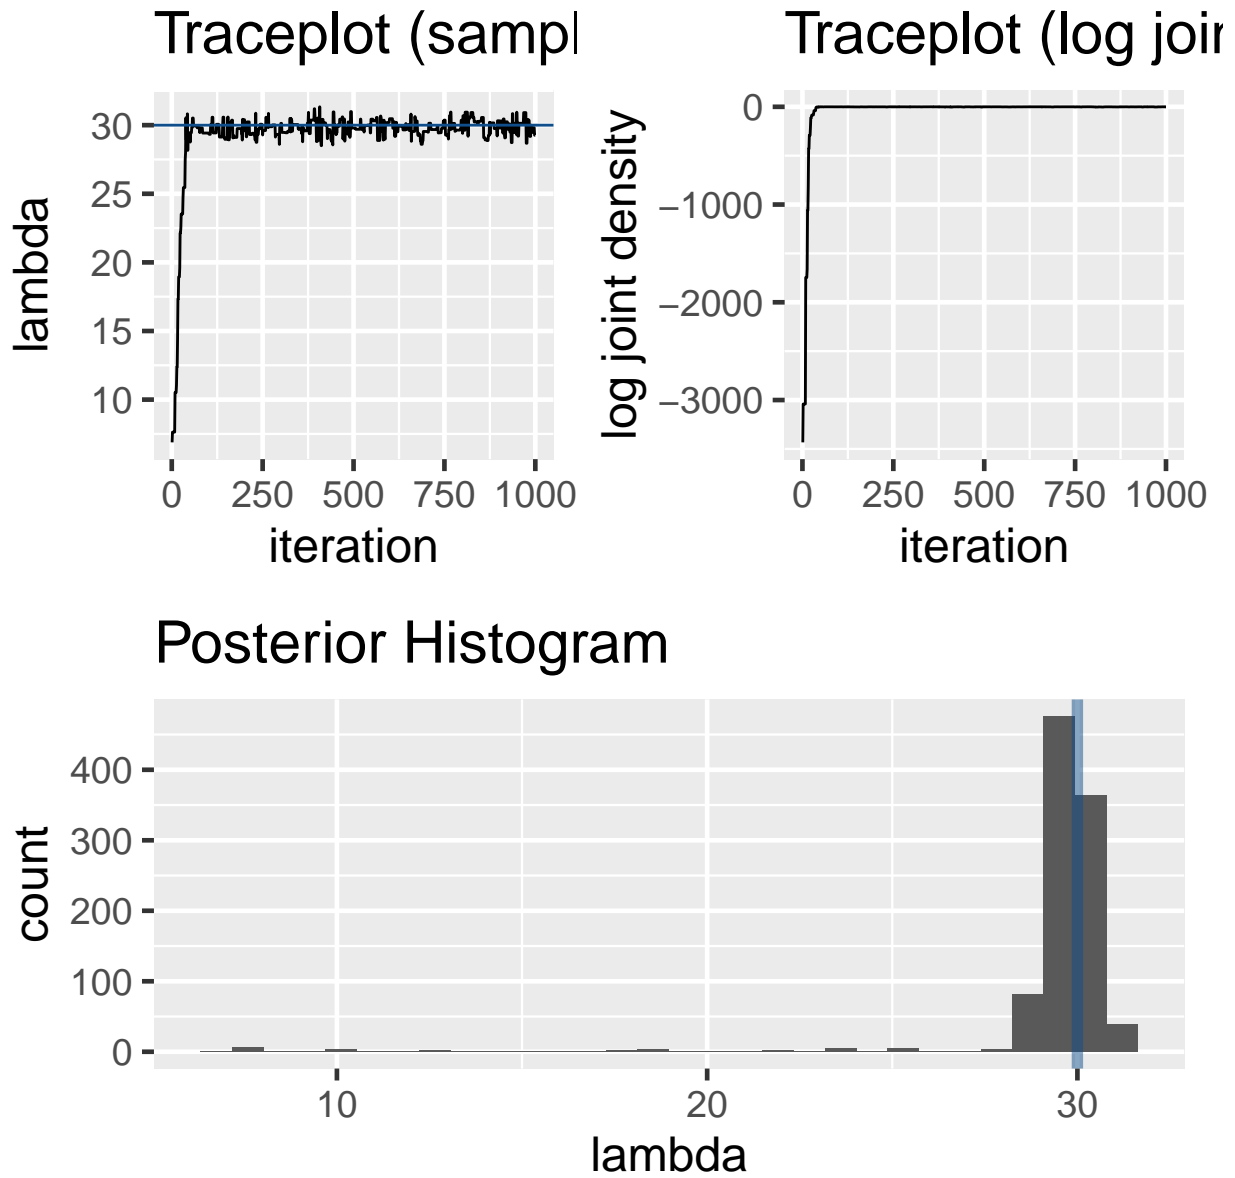 Traceplot (sampl
Traceplot (log join
lambda
30
25
20
15
10
0 250 500 750 1000
iteration
log joint density
0
−1000
−2000
−3000
0 250 500 750 1000
iteration
Posterior Histogram
count
400
300
200
100
0
10 20 30
lambda